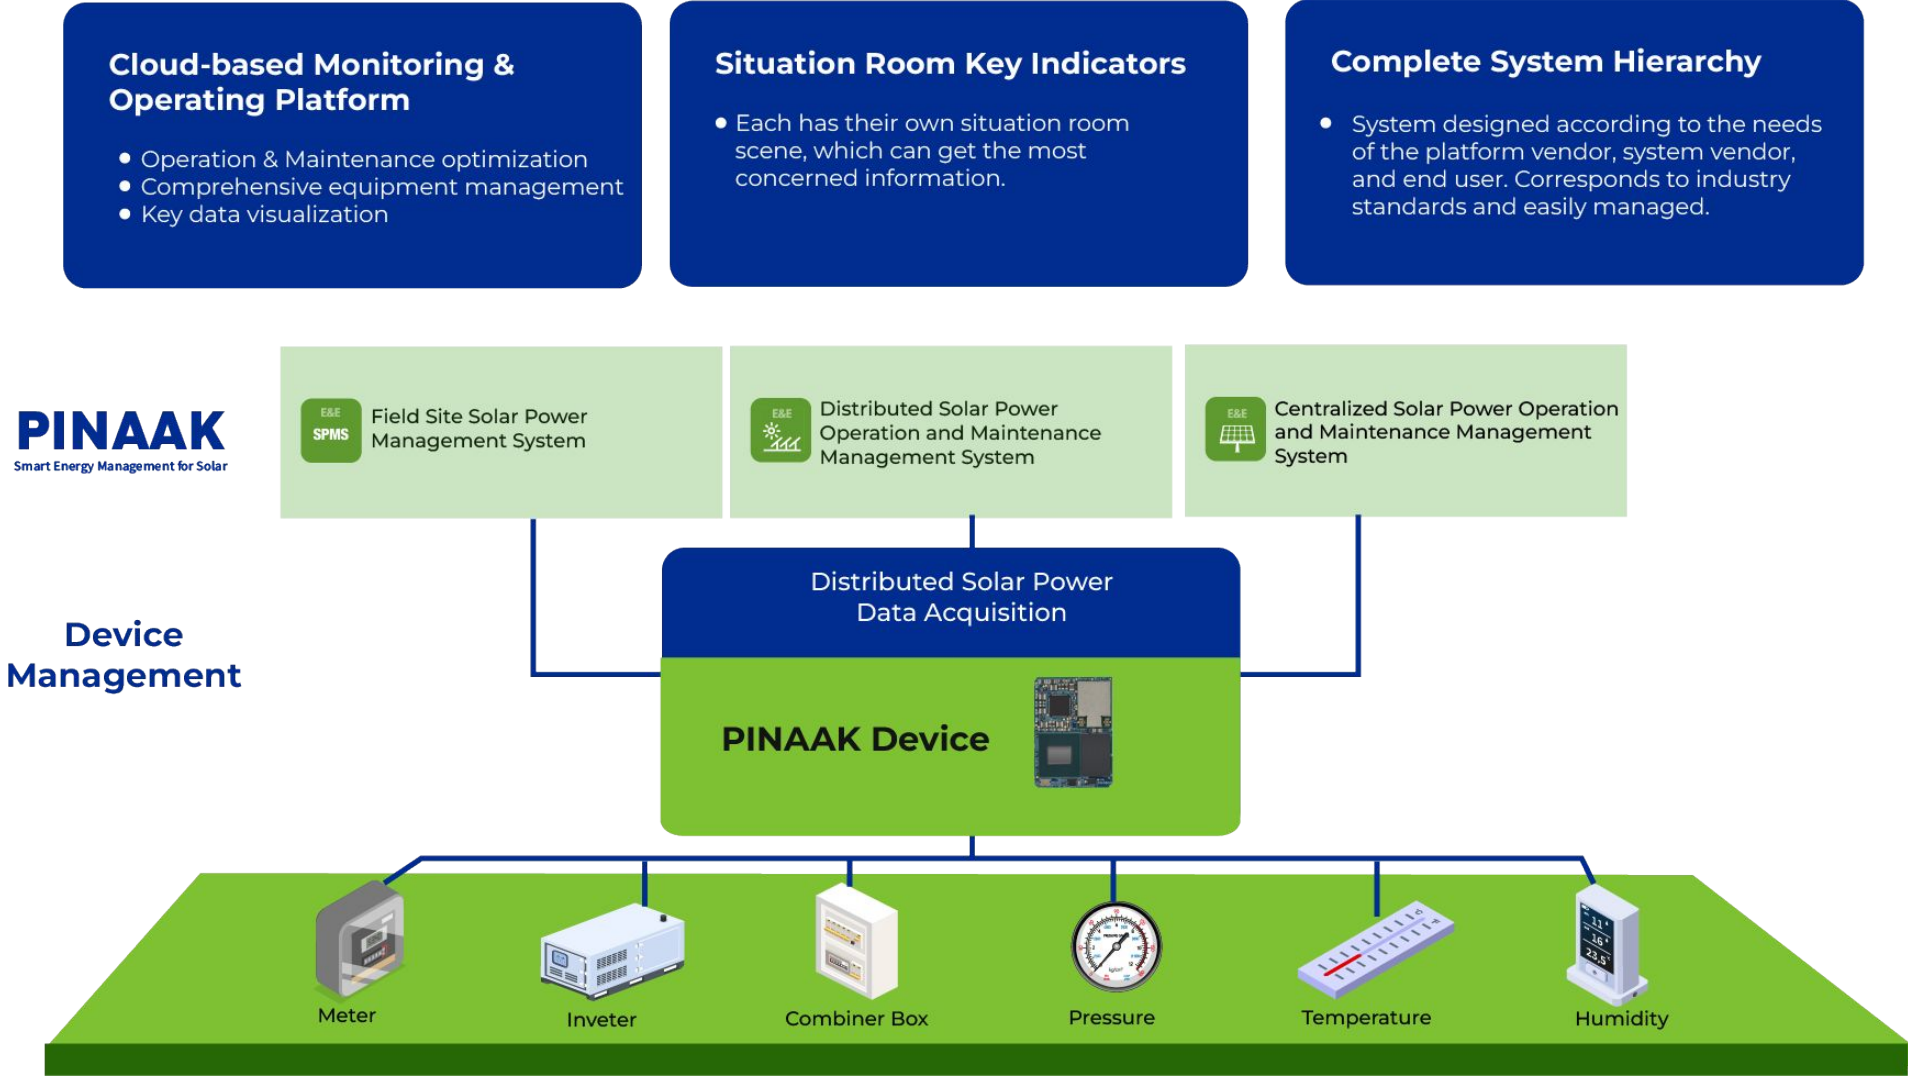 Cloud-based Monitoring &
Operating Platform
● Operation & Maintenance optimization
● Comprehensive equipment management
● Key data visualization
Situation Room Key Indicators
● Each has their own situation room
scene, which can get the most
concerned information.
Complete System Hierarchy
● System designed according to the needs
of the platform vendor, system vendor,
and end user. Corresponds to industry
standards and easily managed.
PINAAK
Smart Energy Management for Solar
E&E
SPMS
Field Site Solar Power
Management System
E&E
Distributed Solar Power
Operation and Maintenance
Management System
E&E
Centralized Solar Power Operation
and Maintenance Management
System
Device
Management
Distributed Solar Power
Data Acquisition
PINAAK Device
Meter
Inveter
Combiner Box
Pressure
Temperature
Humidity
11
16
23,5